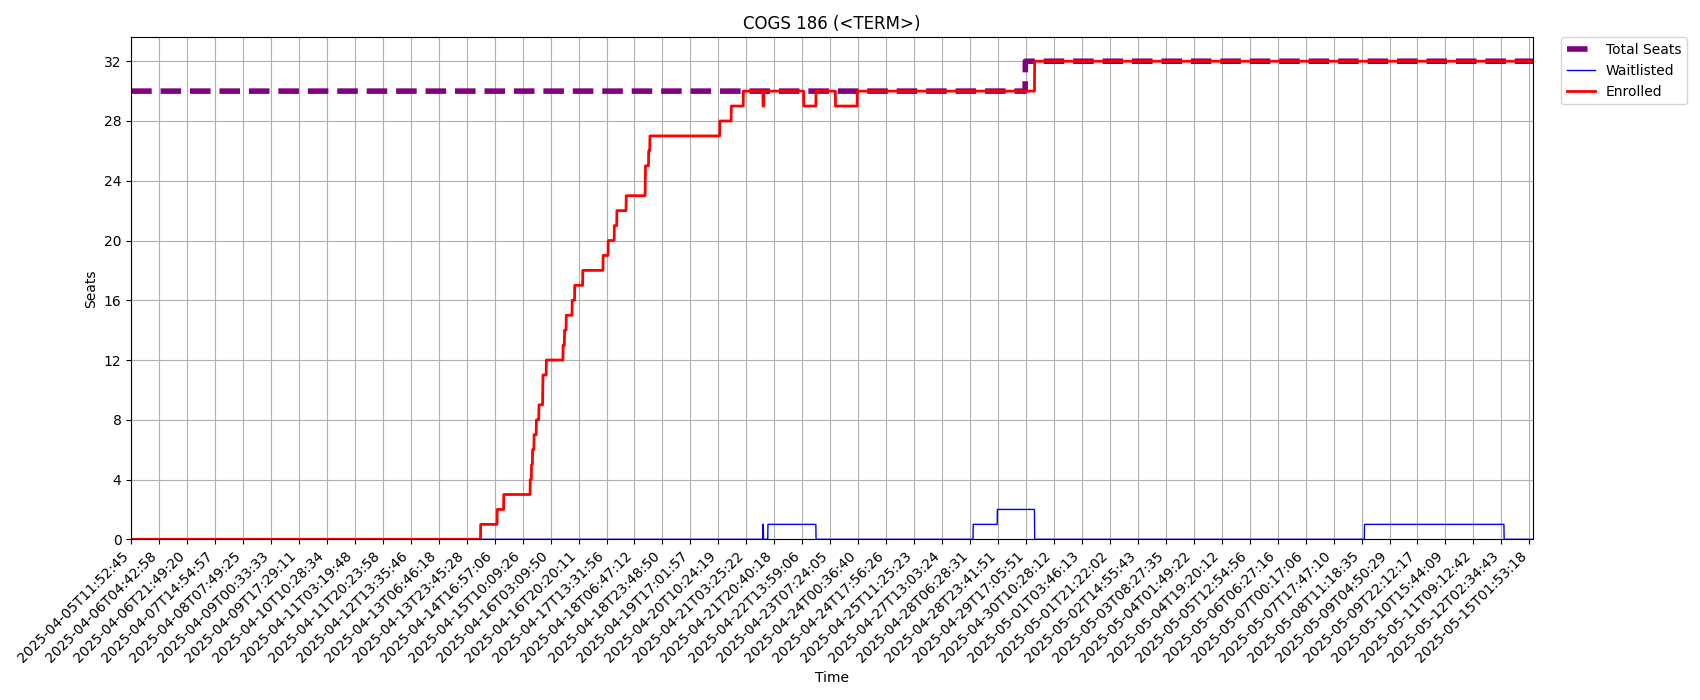 COGS 186 (<TERM>)
Total Seats
Waitlisted
Enrolled
32
28
24
20
16
12
8
4
0
Seats
2025-04-05T11:52:45
2025-04-06T04:42:58
2025-04-06T21:49:20
2025-04-07T14:54:57
2025-04-08T07:49:25
2025-04-09T00:33:33
2025-04-09T17:29:11
2025-04-10T10:28:34
2025-04-11T03:19:48
2025-04-11T20:23:58
2025-04-12T13:35:46
2025-04-13T06:46:18
2025-04-13T23:45:28
2025-04-14T16:57:06
2025-04-15T10:09:26
2025-04-16T03:09:50
2025-04-16T20:20:11
2025-04-17T13:31:56
2025-04-18T06:47:12
2025-04-18T23:48:50
2025-04-19T17:01:57
2025-04-20T10:24:19
2025-04-21T03:25:22
2025-04-21T20:40:18
2025-04-22T13:59:06
2025-04-23T07:24:05
2025-04-24T00:36:40
2025-04-24T17:56:26
2025-04-25T11:25:23
2025-04-27T13:03:24
2025-04-28T06:28:31
2025-04-28T23:41:51
2025-04-29T17:05:51
2025-04-30T10:28:12
2025-05-01T03:46:13
2025-05-01T21:22:02
2025-05-02T14:55:43
2025-05-03T08:27:35
2025-05-04T01:49:22
2025-05-04T19:20:12
2025-05-05T12:54:56
2025-05-06T06:27:16
2025-05-07T00:17:06
2025-05-07T17:47:10
2025-05-08T11:18:35
2025-05-09T04:50:29
2025-05-09T22:12:17
2025-05-10T15:44:09
2025-05-11T09:12:42
2025-05-12T02:34:43
2025-05-15T01:53:18
Time